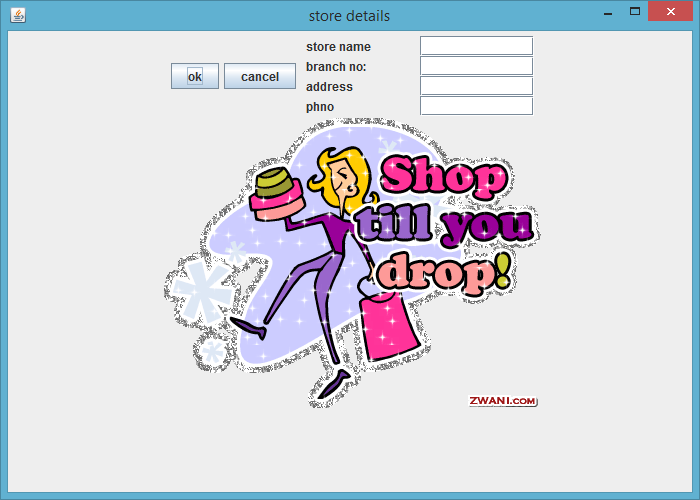 store details
store name
branch no:
ok cancel
address
phno
Shop
till you
drop!
ZWANI.COM